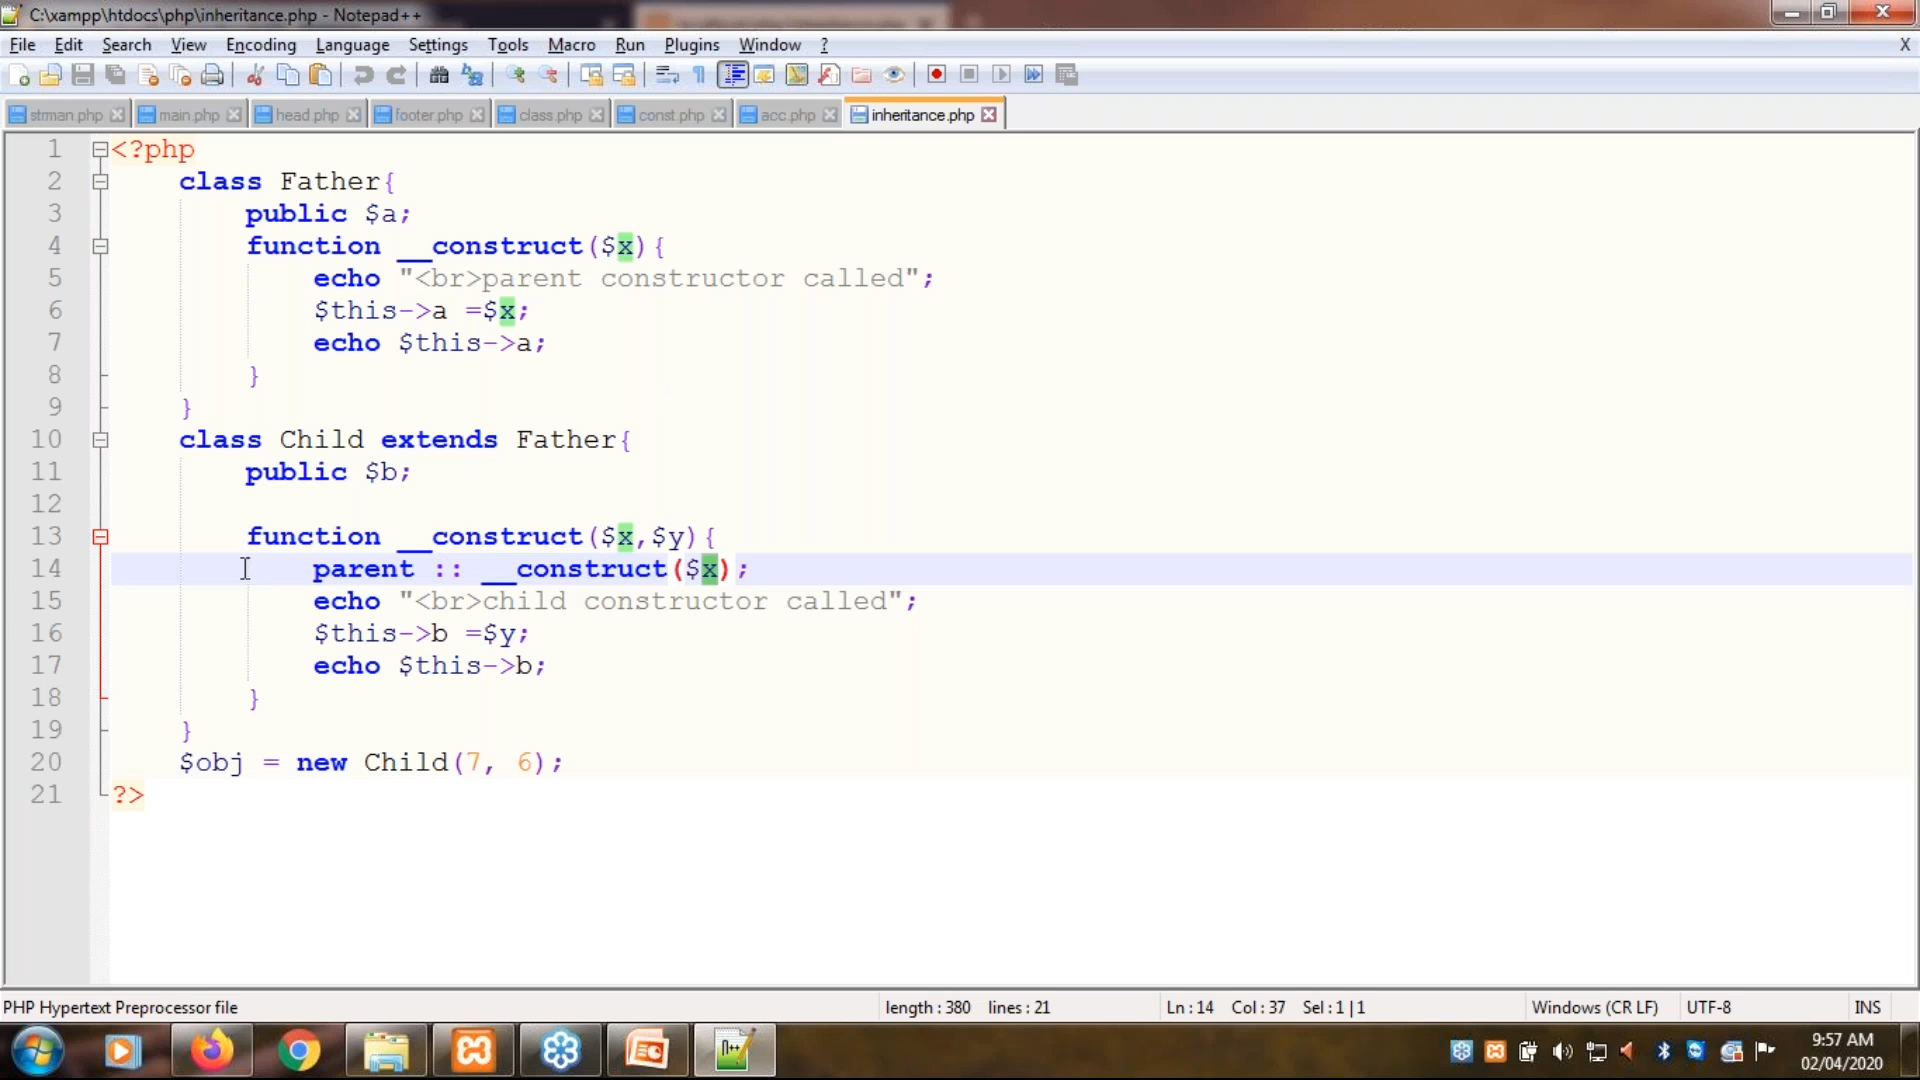 C:\xampp\htdocs\php\inheritance.php - Notepad++
File Edit Search View Encoding Language Settings Tools Macro Run Plugins Window ? X
stman.php main.php head.php footer.php class.php const.php acc.php inheritance.php
1 <?php
2 class Father{
3 public $a;
4 function __construct($x){
5 echo "<br>parent constructor called";
6 $this->a =$x;
7 echo $this->a;
8 }
9 }
10 class Child extends Father{
11 public $b;
12
13 function __construct($x,$y){
14 parent :: __construct($x);
15 echo "<br>child constructor called";
16 $this->b =$y;
17 echo $this->b;
18 }
19 }
20 $obj = new Child(7, 6);
21 ?>
PHP Hypertext Preprocessor file length : 380 lines : 21 Ln : 14 Col : 37 Sel : 1 | 1 Windows (CR LF) UTF-8 INS
9:57 AM
02/04/2020